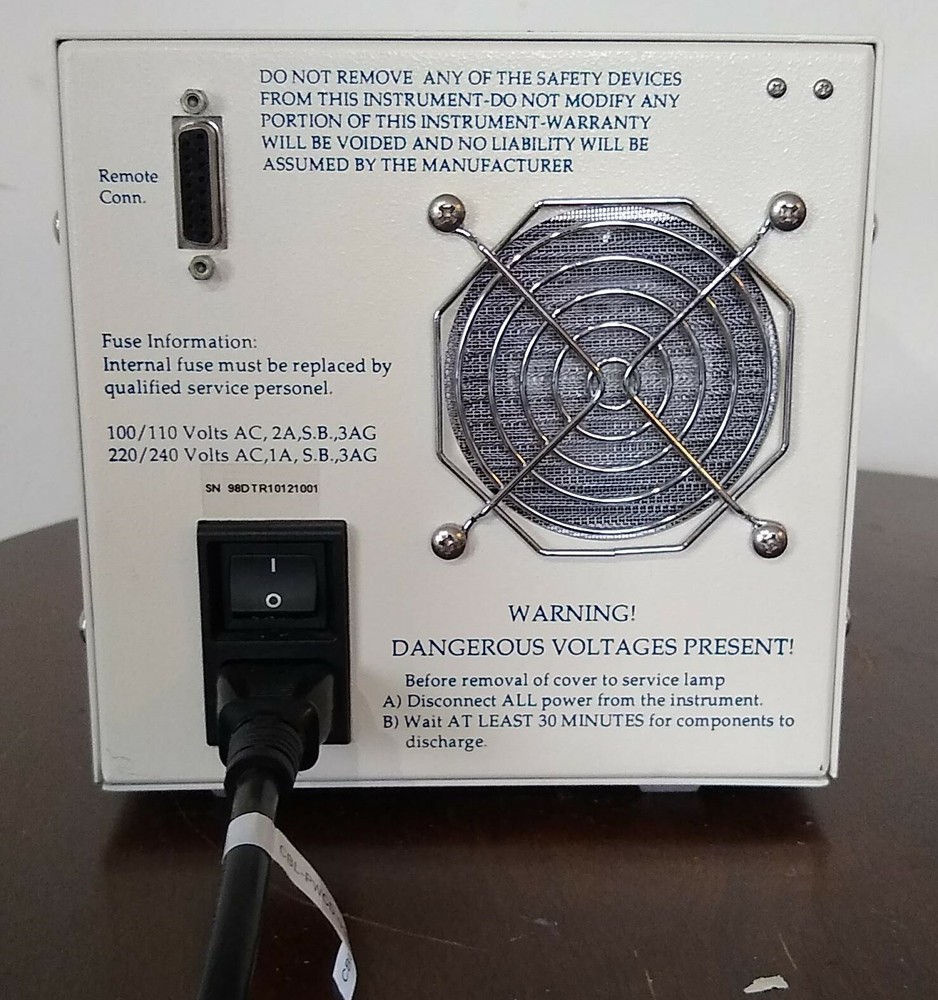 DO NOT REMOVE ANY OF THE SAFETY DEVICES
FROM THIS INSTRUMENT-DO NOT MODIFY ANY
PORTION OF THIS INSTRUMENT-WARRANTY
WILL BE VOIDED AND NO LIABILITY WILL BE
ASSUMED BY THE MANUFACTURER
Remote
Conn.
Fuse Information:
Internal fuse must be replaced by
qualified service personel.
100/110 Volts AC, 2A,S.B.,3AG
220/240 Volts AC,1A, S.B.,3AG
SN 98DTR10121001
I
O
WARNING!
DANGEROUS VOLTAGES PRESENT!
Before removal of cover to service lamp
A) Disconnect ALL power from the instrument.
B) Wait AT LEAST 30 MINUTES for components to
discharge.